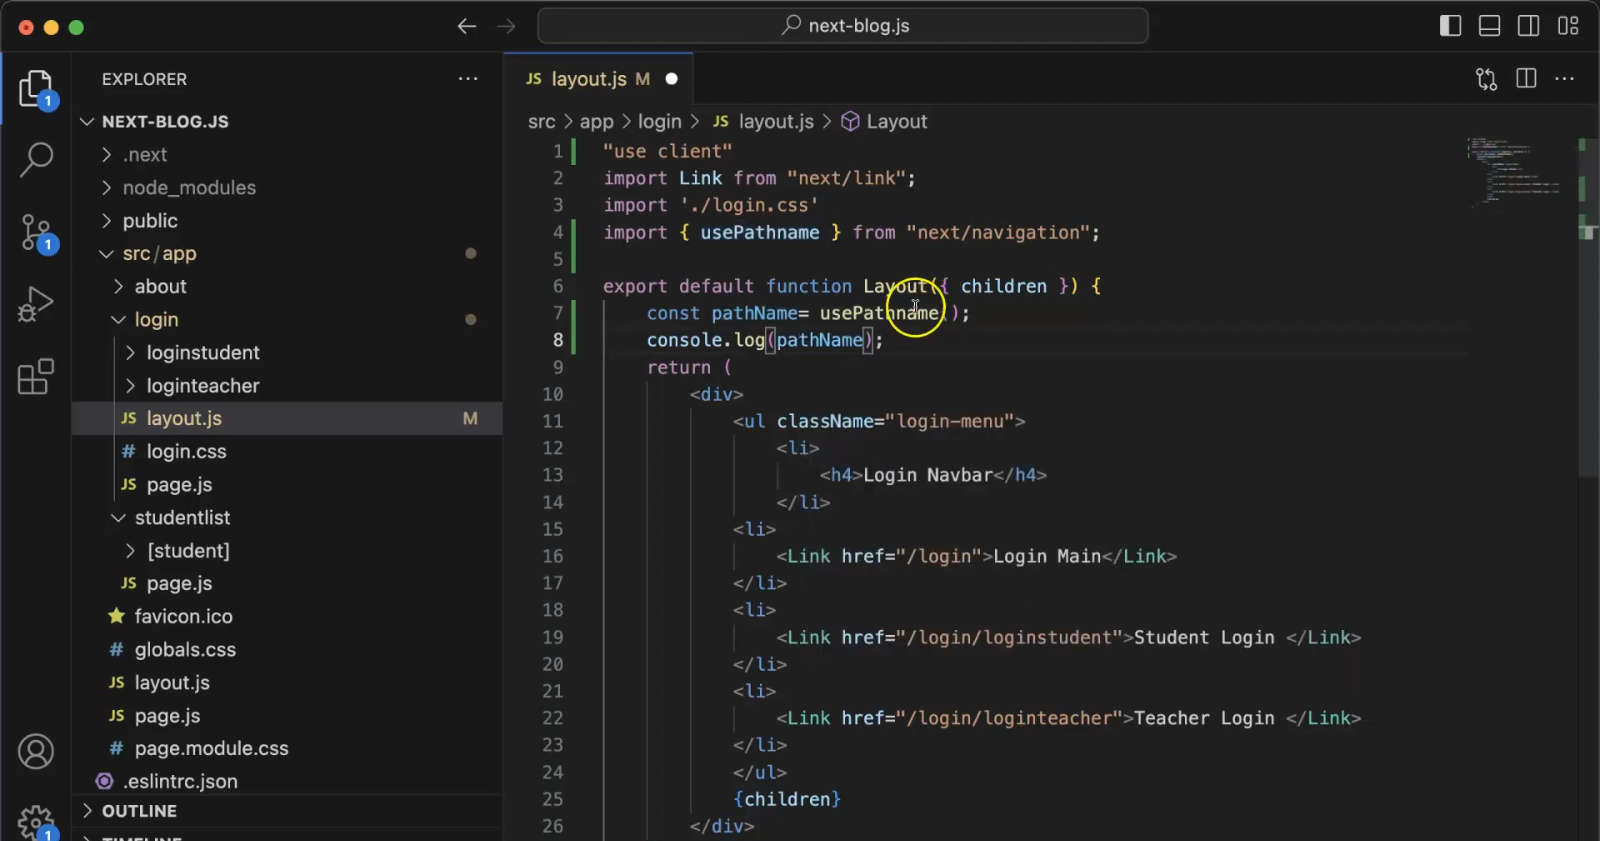 next-blog.js
EXPLORER
NEXT-BLOG.JS
.next
node_modules
public
src/app
about
login
loginstudent
loginteacher
JS layout.js M
# login.css
JS page.js
studentlist
[student]
JS page.js
favicon.ico
# globals.css
JS layout.js
JS page.js
# page.module.css
.eslintrc.json
OUTLINE
TIMELINE
1
1
1
JS layout.js M
src > app > login > JS layout.js > Layout
1 "use client"
2 import Link from "next/link";
3 import './login.css'
4 import { usePathname } from "next/navigation";
5
6 export default function Layout({ children }) {
7 const pathName= usePathname();
8 console.log(pathName);
9 return (
10 <div>
11 <ul className="login-menu">
12 <li>
13 <h4>Login Navbar</h4>
14 </li>
15 <li>
16 <Link href="/login">Login Main</Link>
17 </li>
18 <li>
19 <Link href="/login/loginstudent">Student Login </Link>
20 </li>
21 <li>
22 <Link href="/login/loginteacher">Teacher Login </Link>
23 </li>
24 </ul>
25 {children}
26 </div>